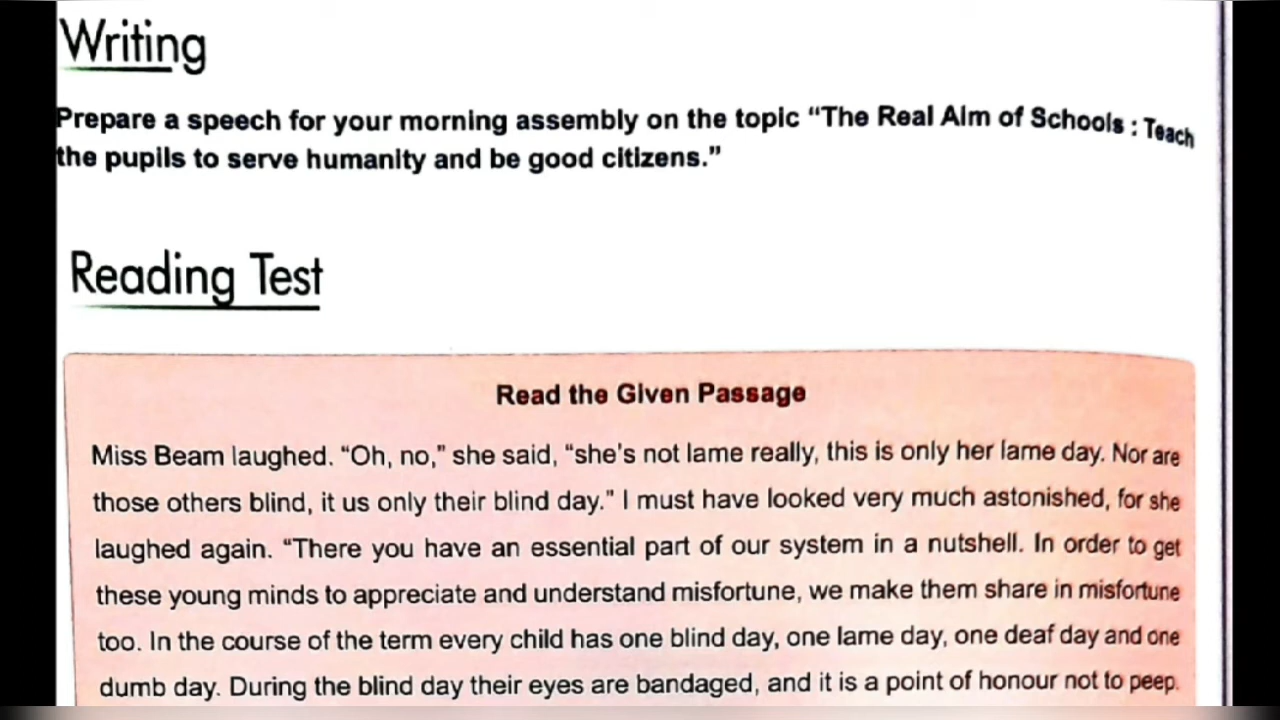 Writing
Prepare a speech for your morning assembly on the topic “The Real Aim of Schools : Teach
the pupils to serve humanity and be good citizens.”
Reading Test
Read the Given Passage
Miss Beam laughed. “Oh, no,” she said, “she's not lame really, this is only her lame day. Nor are
those others blind, it us only their blind day.” I must have looked very much astonished, for she
laughed again. “There you have an essential part of our system in a nutshell. In order to get
these young minds to appreciate and understand misfortune, we make them share in misfortune
too. In the course of the term every child has one blind day, one lame day, one deaf day and one
dumb day. During the blind day their eyes are bandaged, and it is a point of honour not to peep.